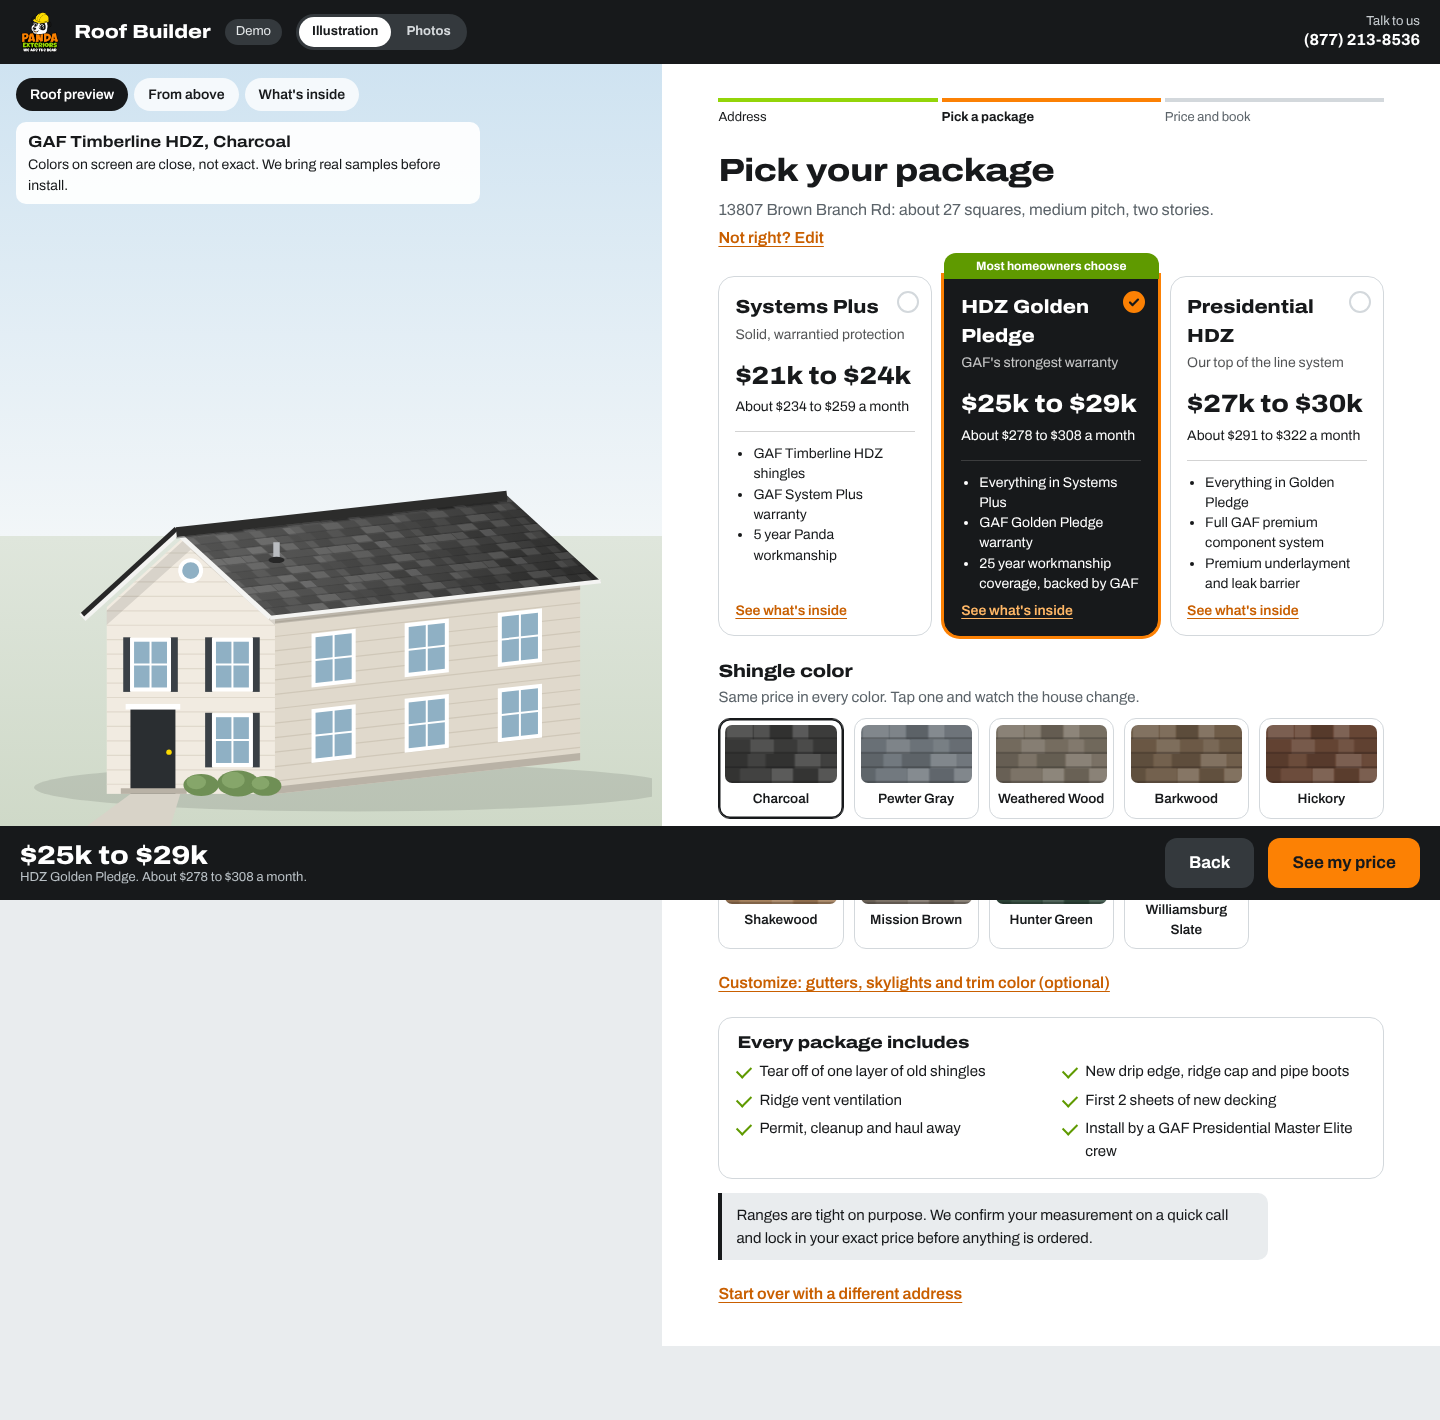 PANDA
EXTERIORS
WE ARE THE BEAR
Roof Builder
Demo
Illustration
Photos
Talk to us
(877) 213-8536
Roof preview
From above
What's inside
GAF Timberline HDZ, Charcoal
Colors on screen are close, not exact. We bring real samples before
install.
Address
Pick a package
Price and book
Pick your package
13807 Brown Branch Rd: about 27 squares, medium pitch, two stories.
Not right? Edit
Systems Plus
Solid, warrantied protection
$21k to $24k
About $234 to $259 a month
GAF Timberline HDZ
shingles
GAF System Plus
warranty
5 year Panda
workmanship
See what's inside
Most homeowners choose
HDZ Golden
Pledge
GAF's strongest warranty
$25k to $29k
About $278 to $308 a month
Everything in Systems
Plus
GAF Golden Pledge
warranty
25 year workmanship
coverage, backed by GAF
See what's inside
Presidential
HDZ
Our top of the line system
$27k to $30k
About $291 to $322 a month
Everything in Golden
Pledge
Full GAF premium
component system
Premium underlayment
and leak barrier
See what's inside
Shingle color
Same price in every color. Tap one and watch the house change.
Charcoal
Pewter Gray
Weathered Wood
Barkwood
Hickory
$25k to $29k
HDZ Golden Pledge. About $278 to $308 a month.
Back
See my price
Shakewood
Mission Brown
Hunter Green
Williamsburg
Slate
Customize: gutters, skylights and trim color (optional)
Every package includes
Tear off of one layer of old shingles
New drip edge, ridge cap and pipe boots
Ridge vent ventilation
First 2 sheets of new decking
Permit, cleanup and haul away
Install by a GAF Presidential Master Elite
crew
Ranges are tight on purpose. We confirm your measurement on a quick call
and lock in your exact price before anything is ordered.
Start over with a different address